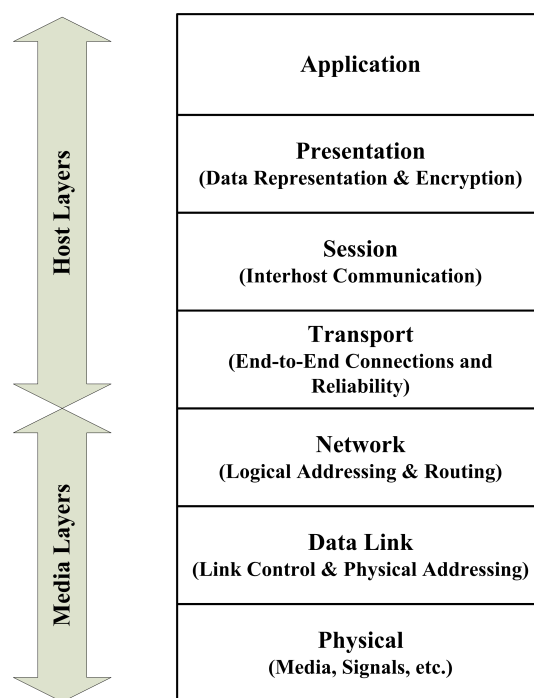 Host Layers
Application
Presentation
(Data Representation & Encryption)
Session
(Interhost Communication)
Transport
(End-to-End Connections and
Reliability)
Media Layers
Network
(Logical Addressing & Routing)
Data Link
(Link Control & Physical Addressing)
Physical
(Media, Signals, etc.)